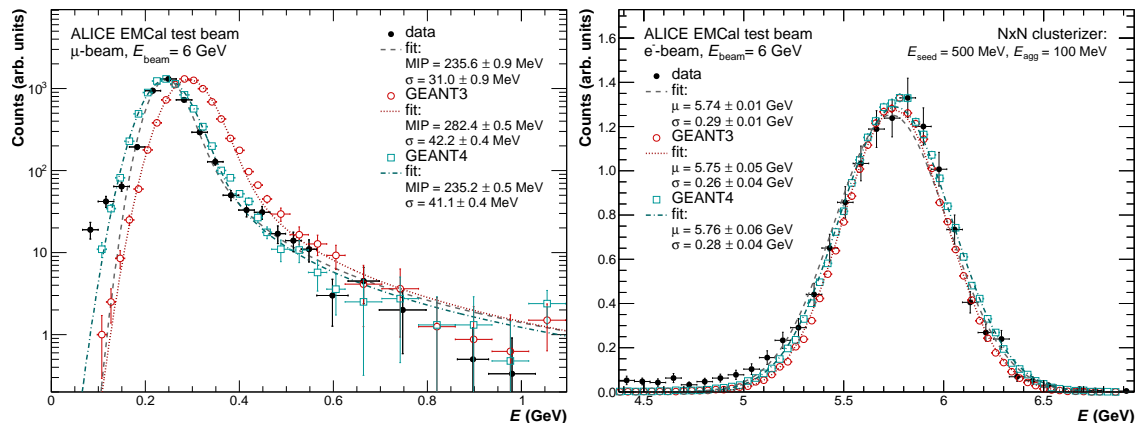 ALICE EMCal test beam
μ-beam, E_beam = 6 GeV
data
fit:
MIP = 235.6 ± 0.9 MeV
σ = 31.0 ± 0.9 MeV
GEANT3
fit:
MIP = 282.4 ± 0.5 MeV
σ = 42.2 ± 0.4 MeV
GEANT4
fit:
MIP = 235.2 ± 0.5 MeV
σ = 41.1 ± 0.4 MeV
Counts (arb. units)
10³
10²
10
1
0 0.2 0.4 0.6 0.8 1
E (GeV)
ALICE EMCal test beam
e⁻-beam, E_beam = 6 GeV
NxN clusterizer:
E_seed = 500 MeV, E_agg = 100 MeV
data
fit:
μ = 5.74 ± 0.01 GeV
σ = 0.29 ± 0.01 GeV
GEANT3
fit:
μ = 5.75 ± 0.05 GeV
σ = 0.26 ± 0.04 GeV
GEANT4
fit:
μ = 5.76 ± 0.06 GeV
σ = 0.28 ± 0.04 GeV
Counts (arb. units)
1.6
1.4
1.2
1.0
0.8
0.6
0.4
0.2
0.0
4.5 5 5.5 6 6.5
E (GeV)